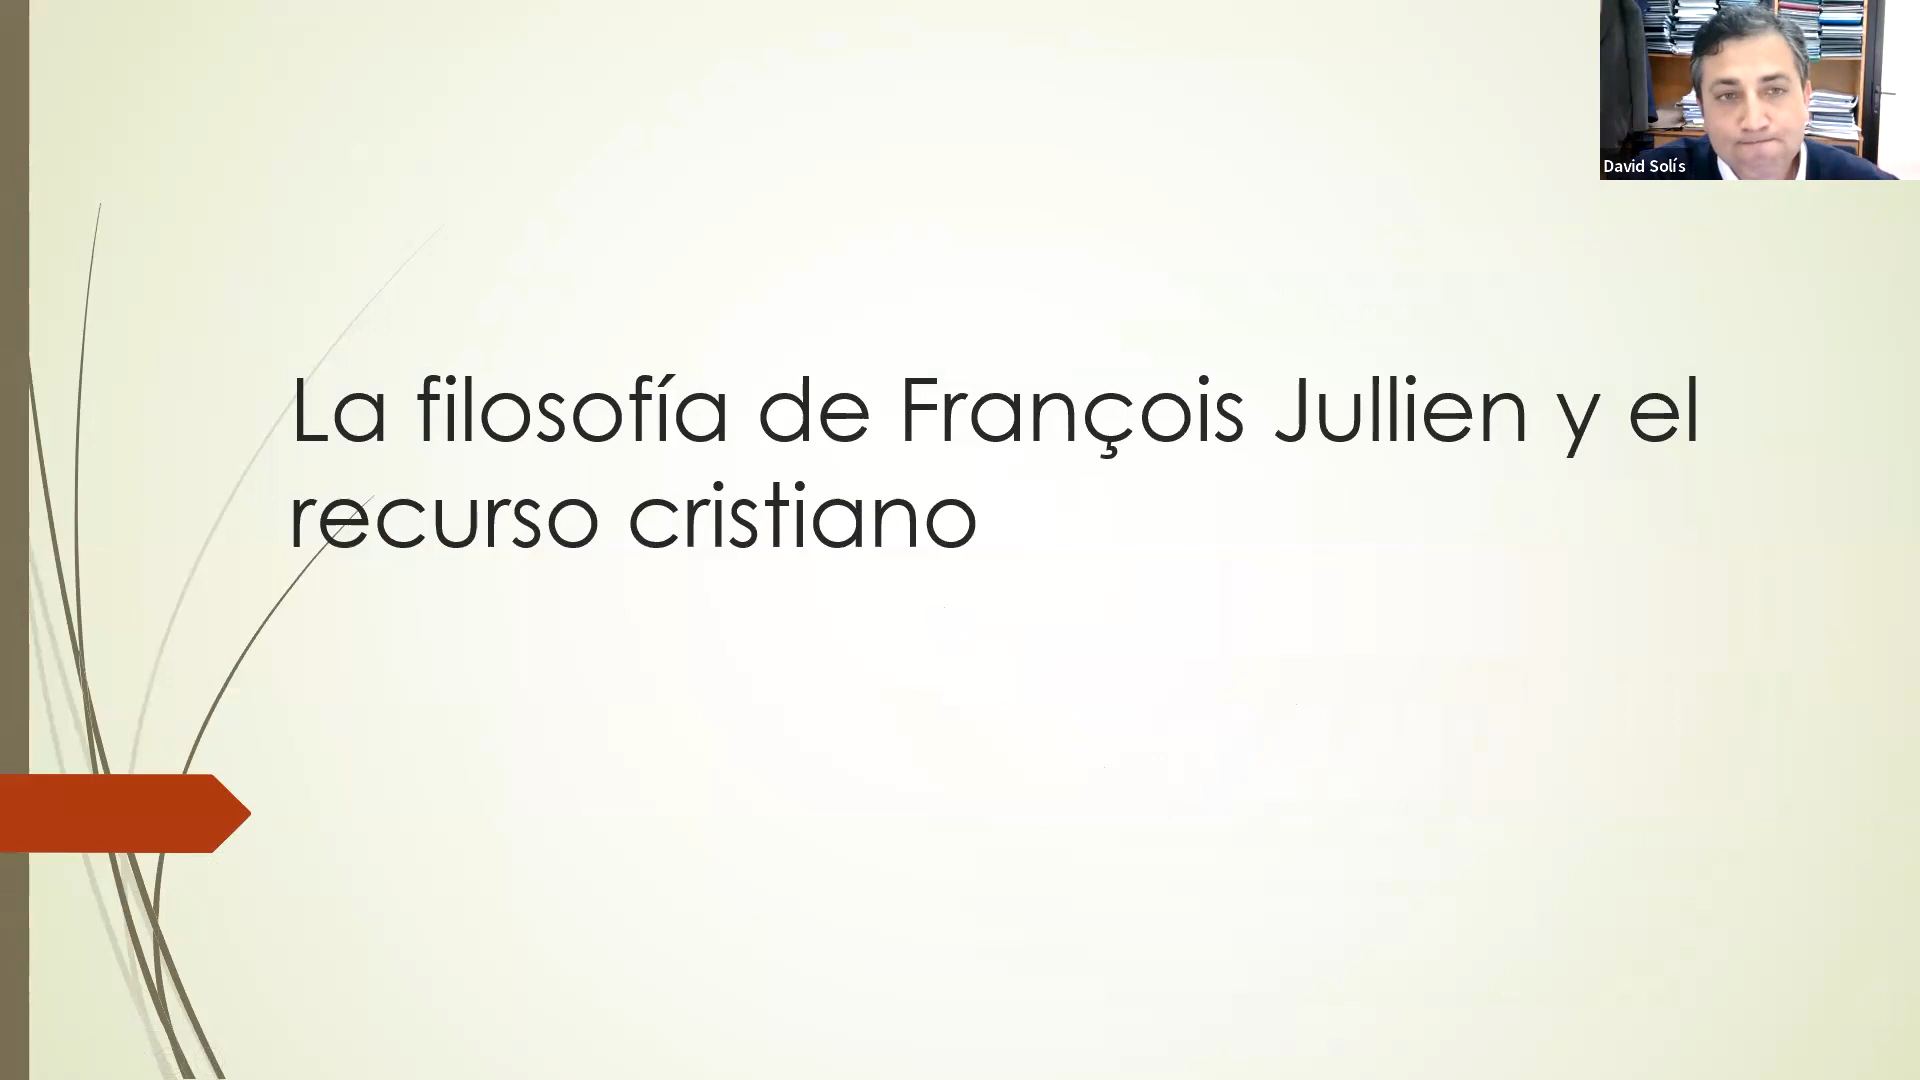 David Solís
La filosofía de François Jullien y el
recurso cristiano